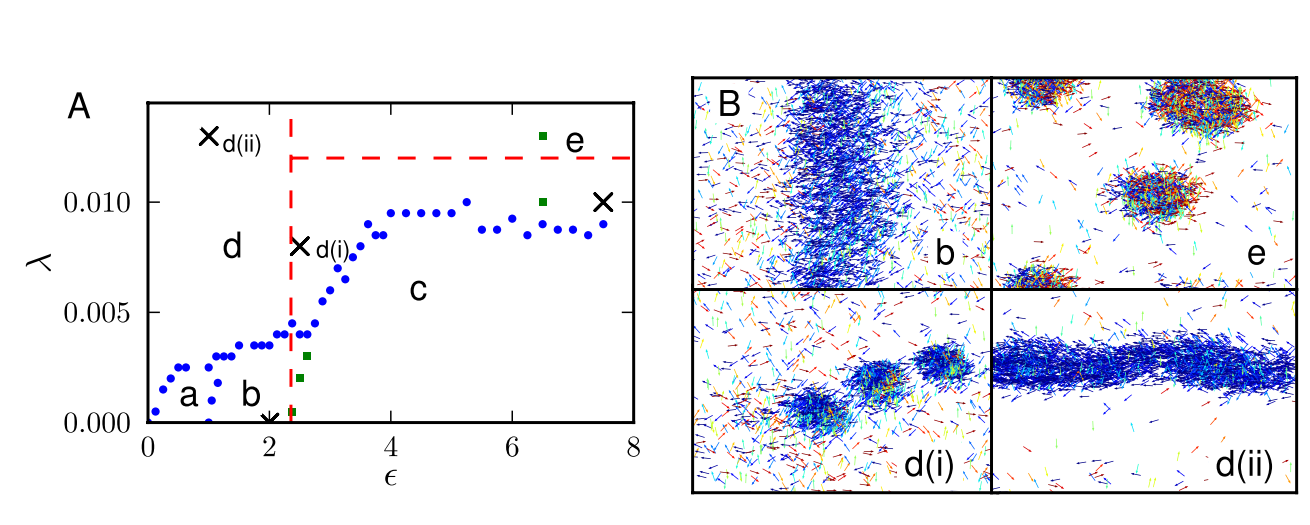 A
λ
0.010
0.005
0.000
0
2
4
6
8
ϵ
d(ii)
e
d
d(i)
c
a
b
B
b
e
d(i)
d(ii)